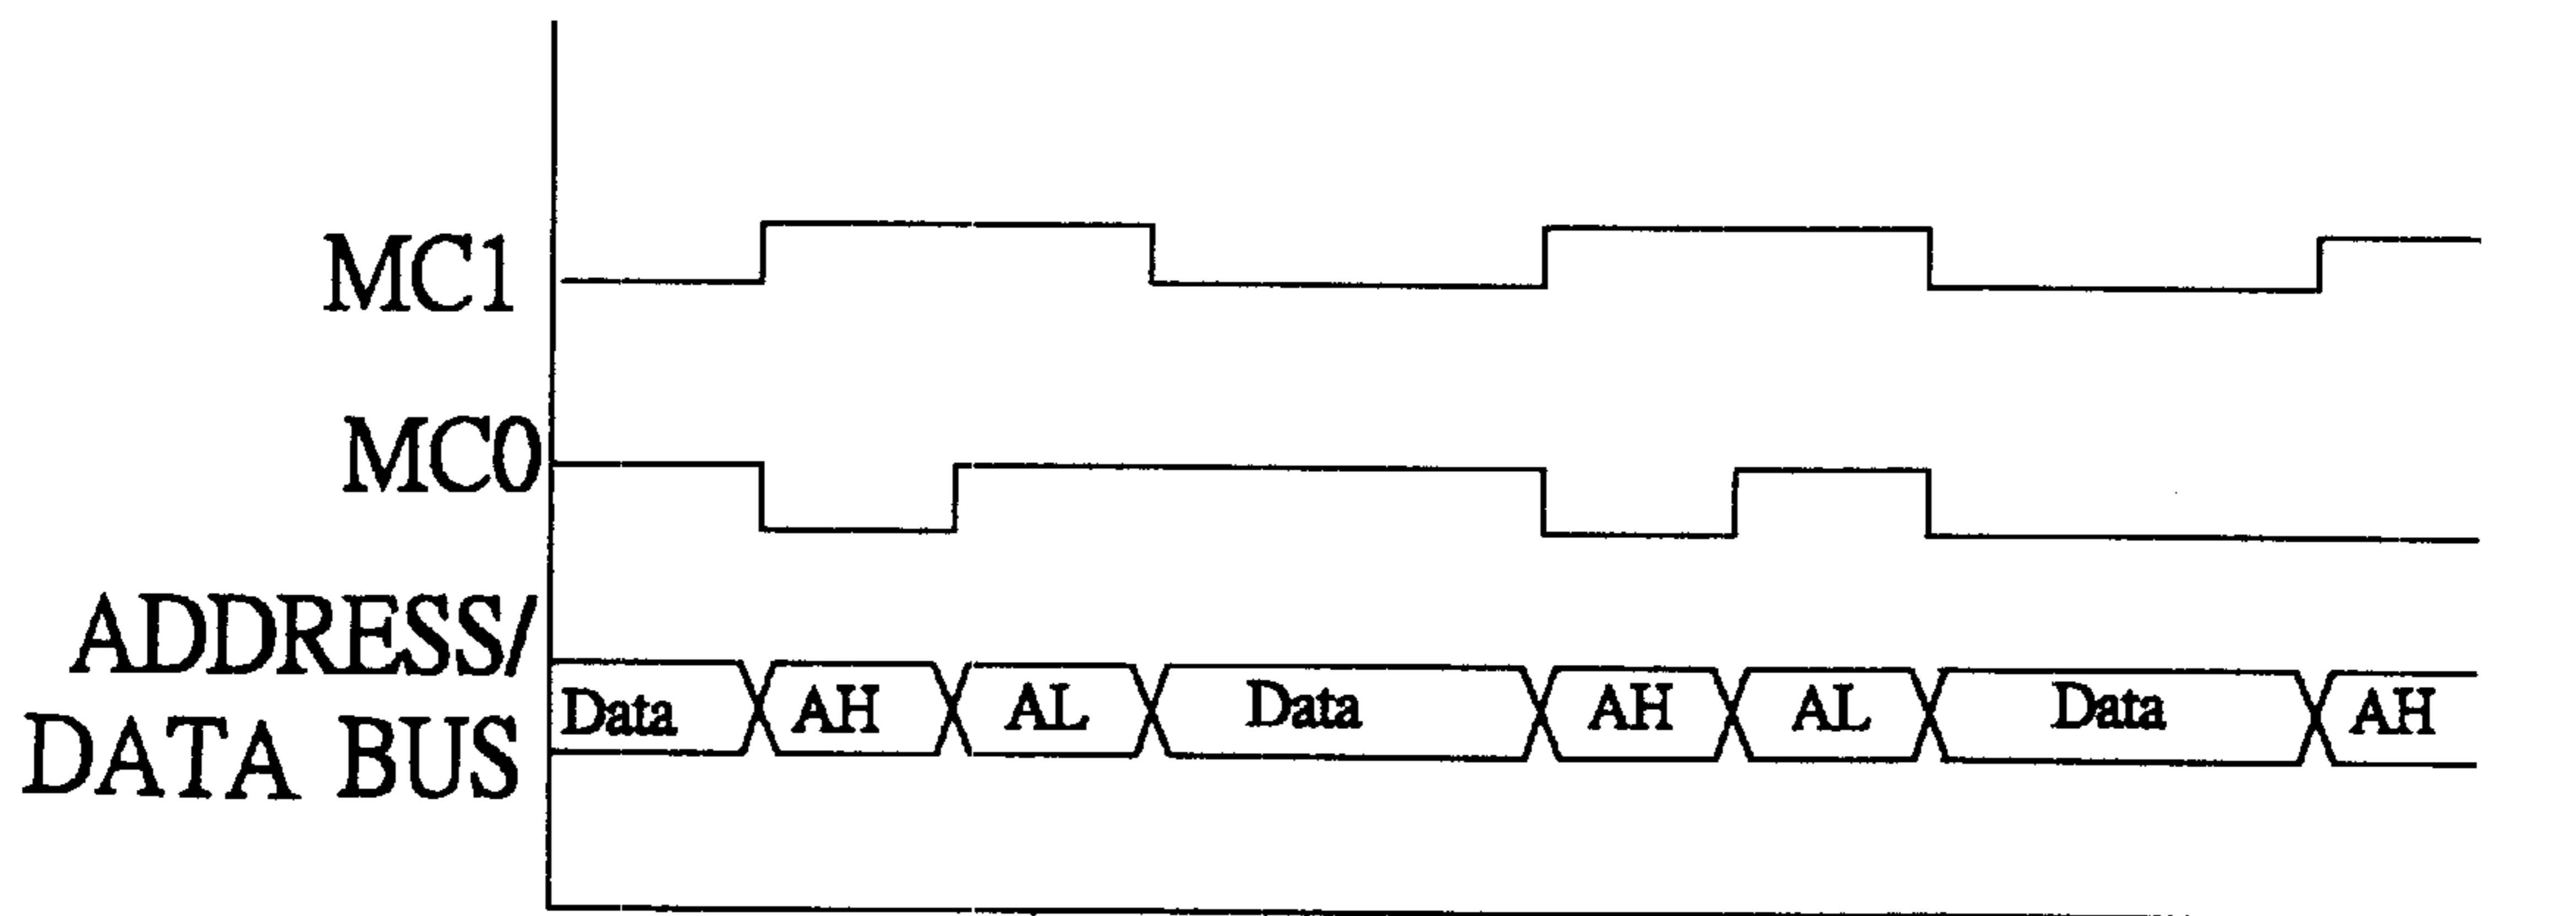 MC1
MC0
ADDRESS/
DATA BUS
Data AH AL Data AH AL Data AH